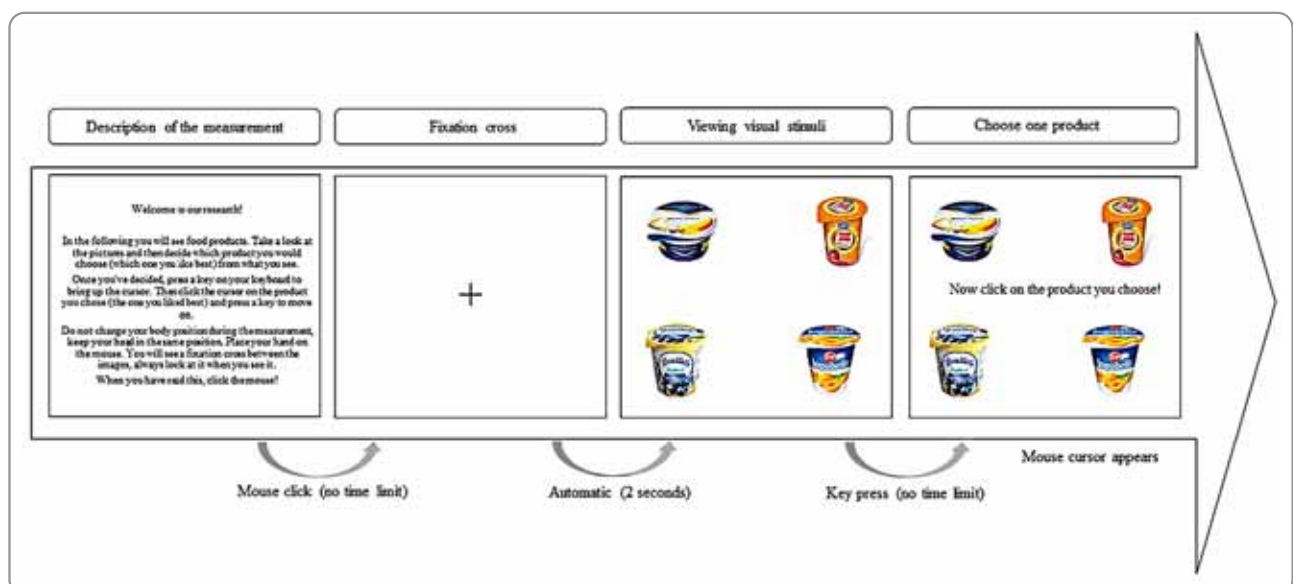 Description of the measurement
Fixation cross
Viewing visual stimuli
Choose one product
Welcome is our research!
In the following you will see food products. Take a look at
the pictures and then decide which product you would
choose (which one you like best) from what you see.
Once you've decided, press a key on your keyboard to
bring up the cursor. Then click the cursor on the product
you chose (the one you liked best) and press a key to move
on.
Do not change your body position during the measurement,
keep your head in the same position. Place your hand on
the mouse. You will see a fixation cross between the
images, always look at it when you see it.
When you have read this, click the mouse!
Now click on the product you choose!
Mouse cursor appears
Mouse click (no time limit)
Automatic (2 seconds)
Key press (no time limit)